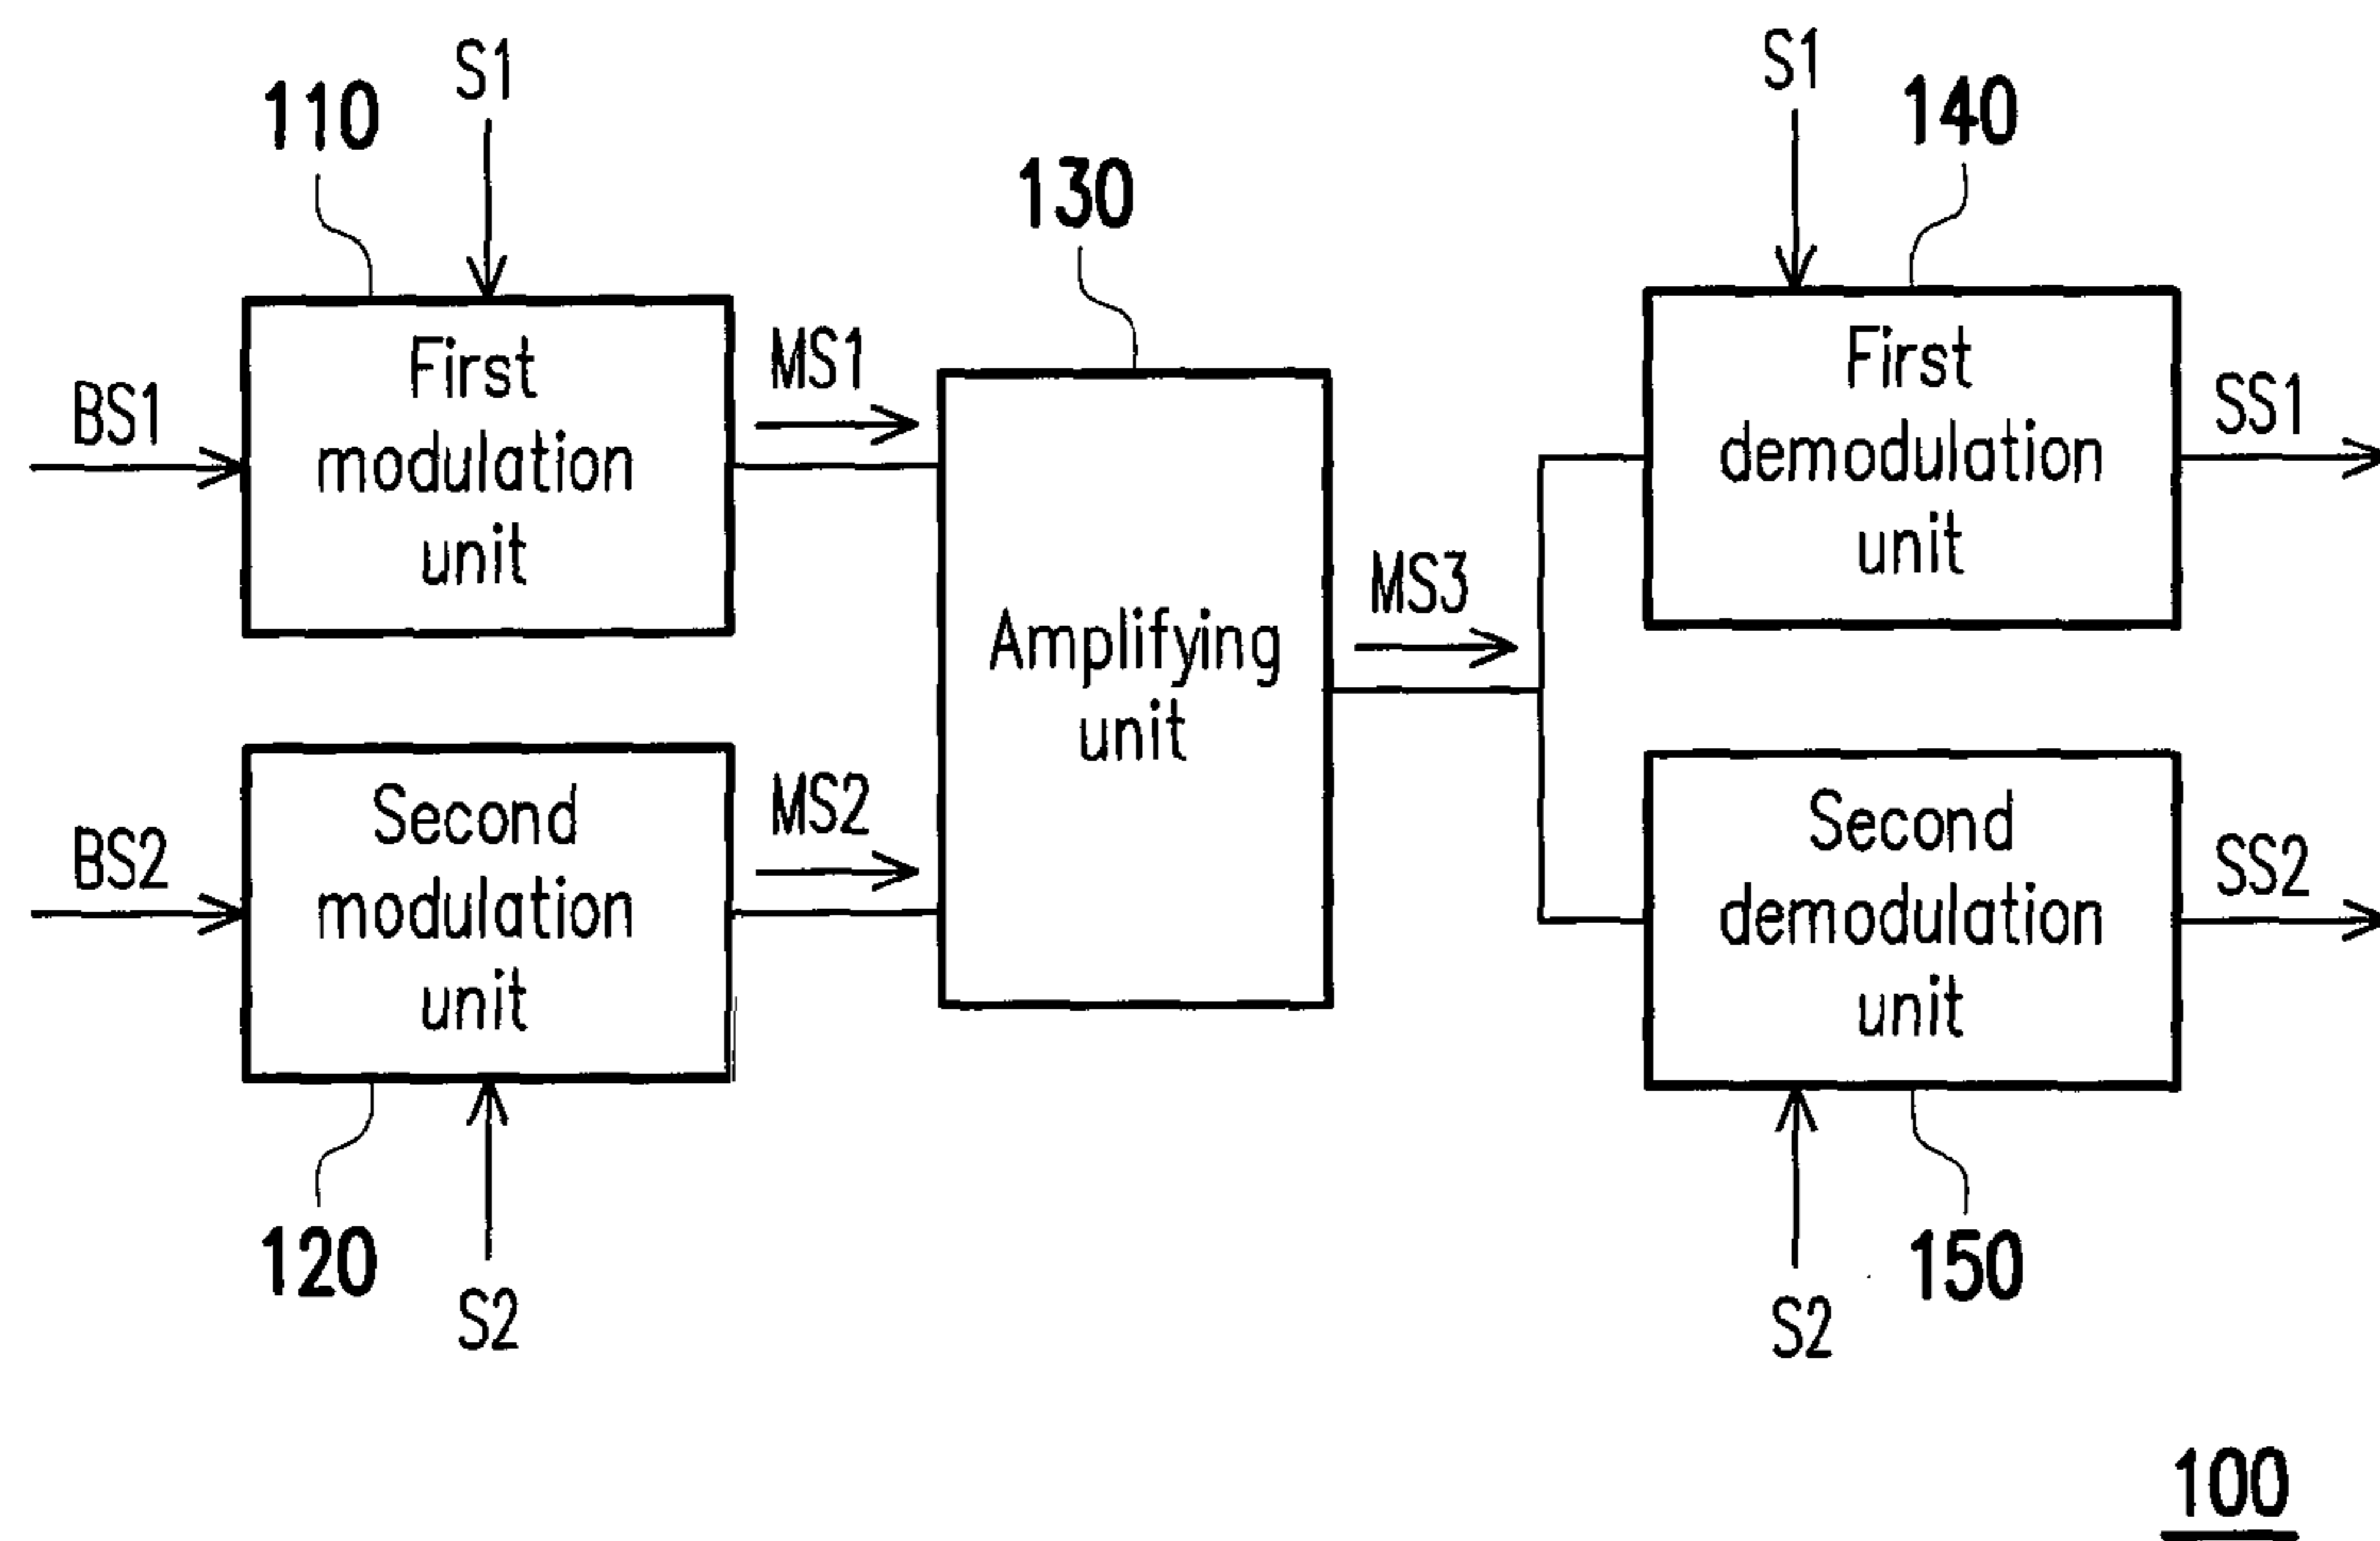 S1
S1
110
140
130
First
modulation
unit
First
demodulation
unit
BS1
MS1
SS1
MS3
Amplifying
unit
Second
modulation
unit
Second
demodulation
unit
BS2
MS2
SS2
120
150
S2
S2
100